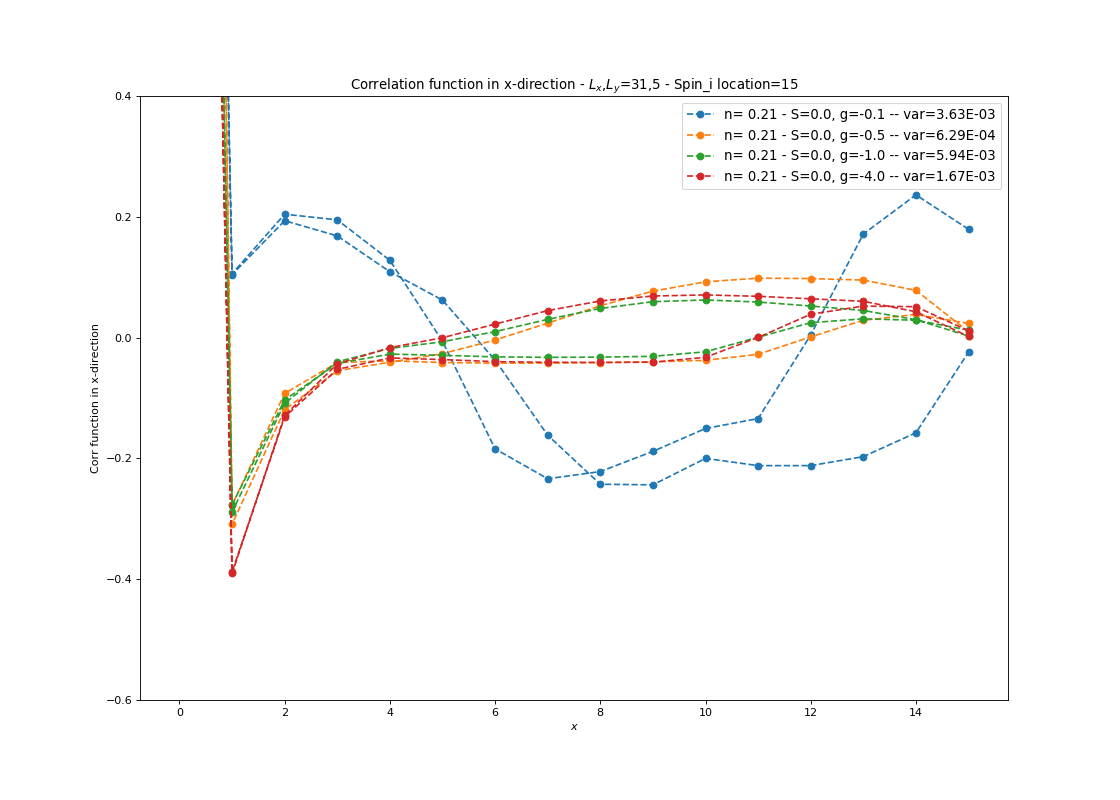 Correlation function in x-direction - Lx,Ly=31,5 - Spin_i location=15
n= 0.21 - S=0.0, g=-0.1 -- var=3.63E-03
n= 0.21 - S=0.0, g=-0.5 -- var=6.29E-04
n= 0.21 - S=0.0, g=-1.0 -- var=5.94E-03
n= 0.21 - S=0.0, g=-4.0 -- var=1.67E-03
Corr function in x-direction
0.4
0.2
0.0
−0.2
−0.4
−0.6
0 2 4 6 8 10 12 14
x